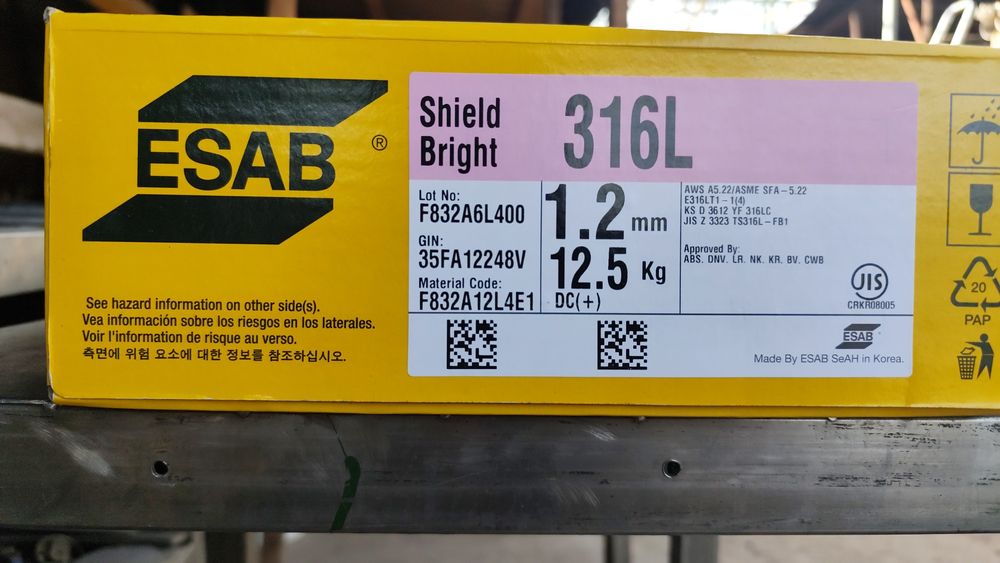 ESAB®
See hazard information on other side(s).
Vea información sobre los riesgos en los laterales.
Voir l'information de risque au verso.
측면에 위험 요소에 대한 정보를 참조하십시오.
Shield
Bright
316L
Lot No:
F832A6L400
GIN:
35FA12248V
Material Code:
F832A12L4E1
1.2 mm
12.5 Kg
DC(+)
AWS A5.22/ASME SFA-5.22
E316LT1-1(4)
KS D 3612 YF 316LC
JIS Z 3323 TS316L-FB1
Approved By:
ABS. DNV. LR. NK. KR. BV. CWB
JIS
CRKR08005
ESAB
Made By ESAB SeAH in Korea.
20
PAP